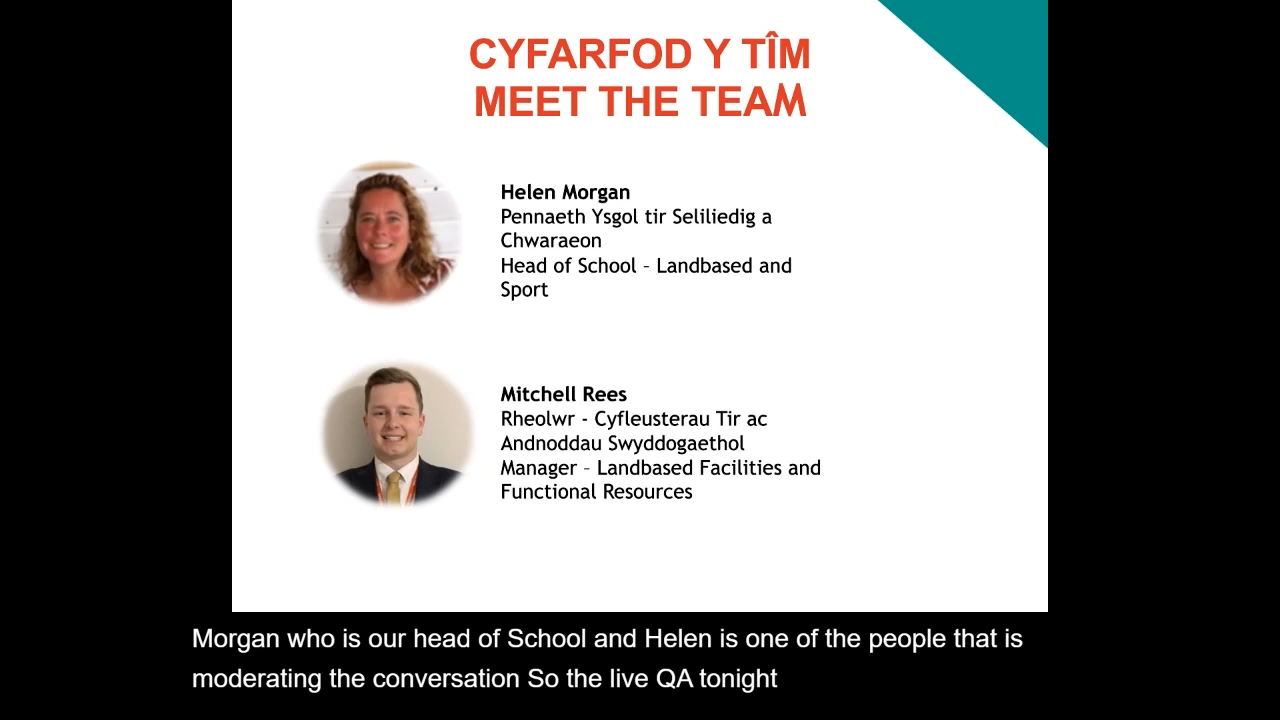 CYFARFOD Y TÎM
MEET THE TEAM
Helen Morgan
Pennaeth Ysgol tir Seliliedig a
Chwaraeon
Head of School – Landbased and
Sport
Mitchell Rees
Rheolwr - Cyfleusterau Tir ac
Andnoddau Swyddogaethol
Manager – Landbased Facilities and
Functional Resources
Morgan who is our head of School and Helen is one of the people that is
moderating the conversation So the live QA tonight